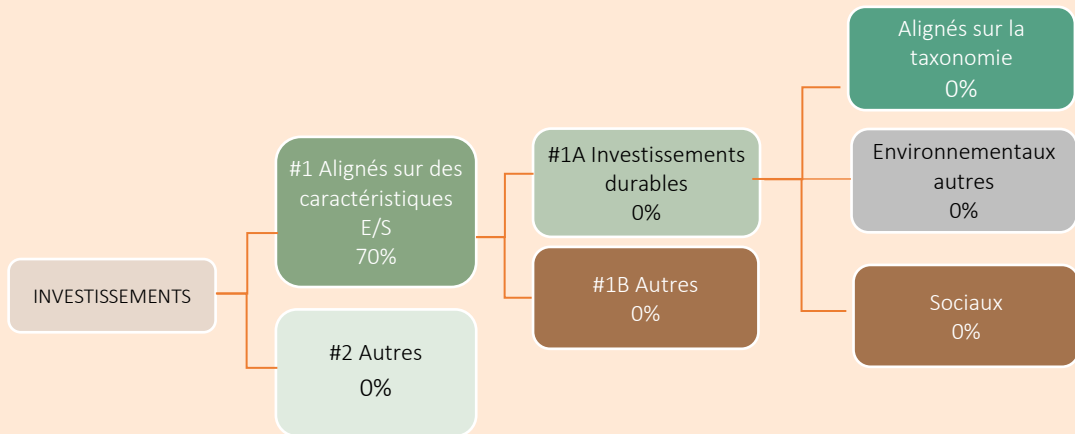 INVESTISSEMENTS
#1 Alignés sur des
caractéristiques
E/S
70%
#2 Autres
0%
#1A Investissements
durables
0%
#1B Autres
0%
Alignés sur la
taxonomie
0%
Environnementaux
autres
0%
Sociaux
0%